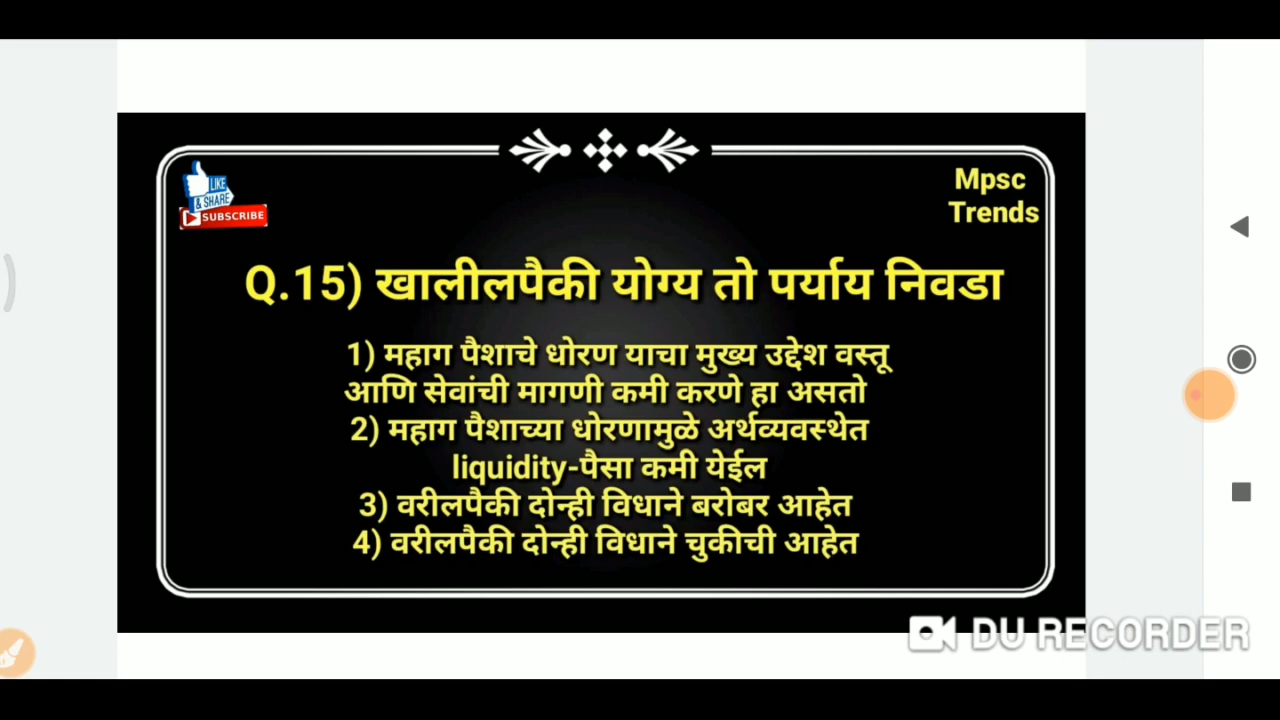 LIKE
& SHARE
SUBSCRIBE
Mpsc
Trends
Q.15) खालीलपैकी योग्य तो पर्याय निवडा
1) महाग पैशाचे धोरण याचा मुख्य उद्देश वस्तू
आणि सेवांची मागणी कमी करणे हा असतो
2) महाग पैशाच्या धोरणामुळे अर्थव्यवस्थेत
liquidity-पैसा कमी येईल
3) वरीलपैकी दोन्ही विधाने बरोबर आहेत
4) वरीलपैकी दोन्ही विधाने चुकीची आहेत
DU RECORDER